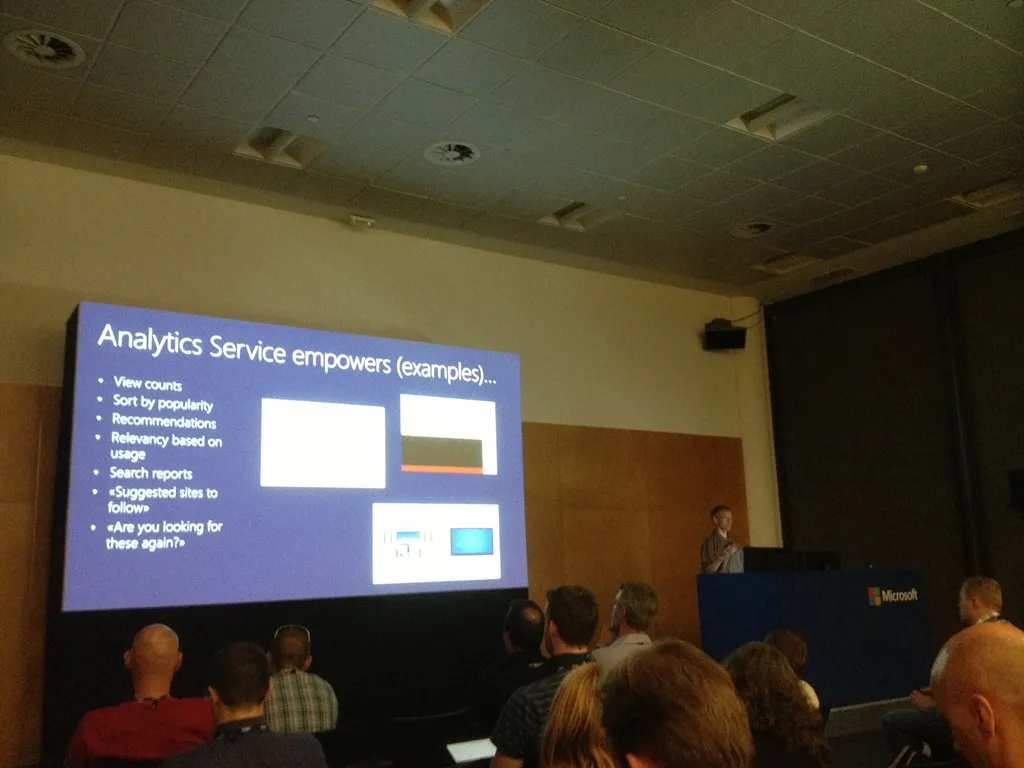 Analytics Service empowers (examples)...
• View counts
• Sort by popularity
• Recommendations
• Relevancy based on
usage
• Search reports
• «Suggested sites to
follow»
• «Are you looking for
these again?»
Microsoft